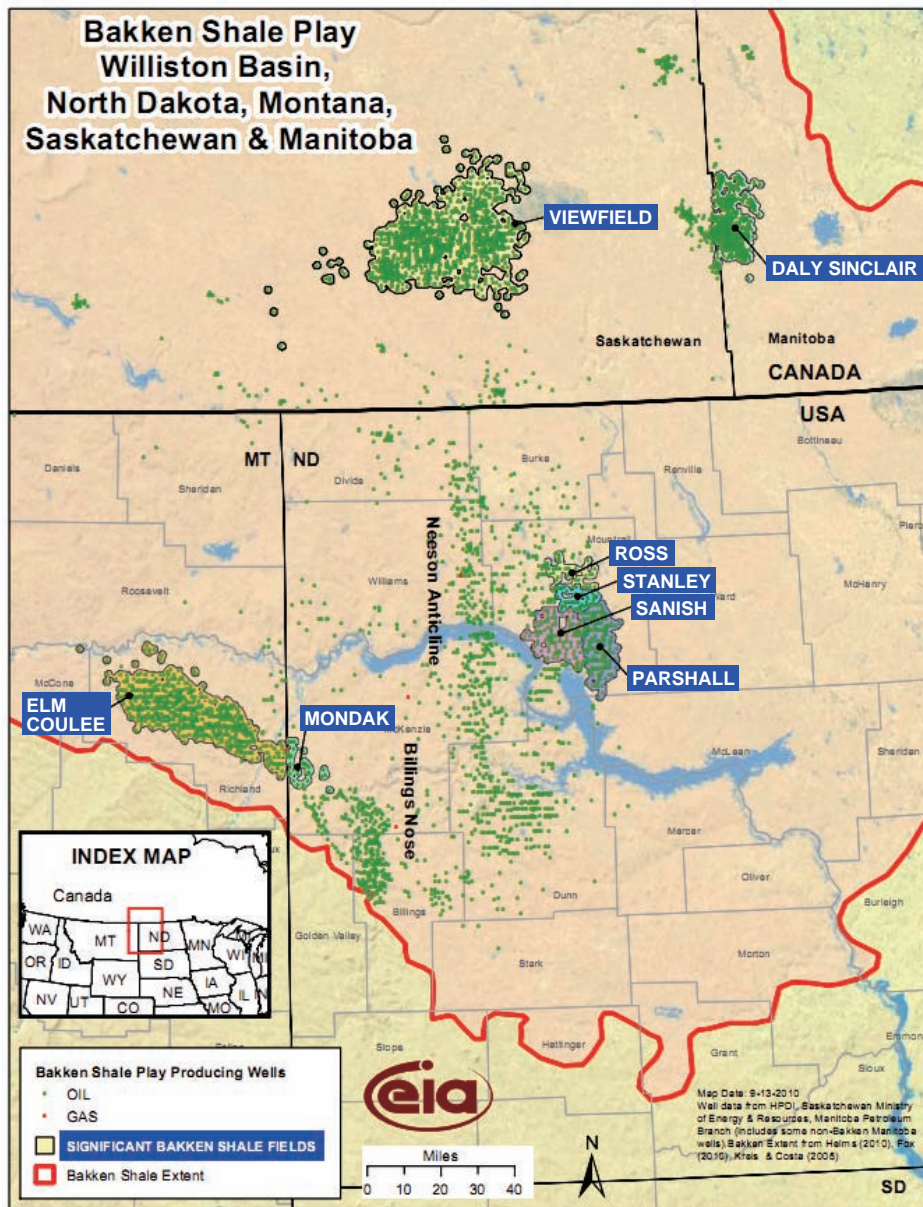 Bakken Shale Play
Williston Basin,
North Dakota, Montana,
Saskatchewan & Manitoba
VIEWFIELD
DALY SINCLAIR
Saskatchewan
Manitoba
CANADA
USA
MT
ND
Daniels
Sheridan
Divide
Burke
Renville
Bottineau
Neeson Anticline
Mountrail
ROSS
STANLEY
SANISH
PARSHALL
Roosevelt
Williams
McHenry
McCone
ELM
COULEE
MONDAK
McKenzie
Billings Nose
McLean
Sheridan
Richland
Mercer
Oliver
Dunn
Burleigh
Billings
Golden Valley
Stark
Morton
Slope
Hettinger
Grant
Emmon
Sioux
INDEX MAP
Canada
WA
MT
ND
MN
OR
ID
SD
WI
MI
WY
IA
NE
NV
UT
CO
IL
IN
MO
Bakken Shale Play Producing Wells
OIL
GAS
SIGNIFICANT BAKKEN SHALE FIELDS
Bakken Shale Extent
eia
Miles
0 10 20 30 40
N
Map Date: 9-13-2010
Well data from HPDI, Saskatchewan Ministry
of Energy & Resources, Manitoba Petroleum
Branch (includes some non-Bakken Manitoba
wells).Bakken Extent from Helms (2010), Fox
(2010), Kreis & Costa (2005)
SD